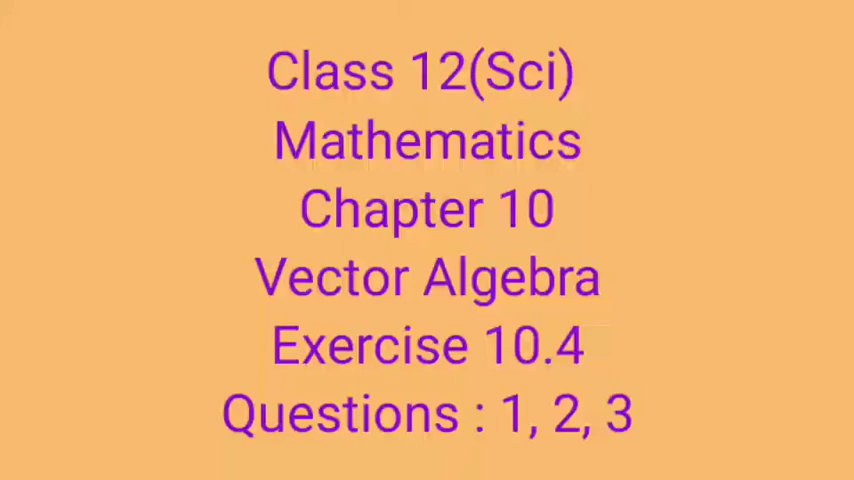 Class 12(Sci)
Mathematics
Chapter 10
Vector Algebra
Exercise 10.4
Questions : 1, 2, 3